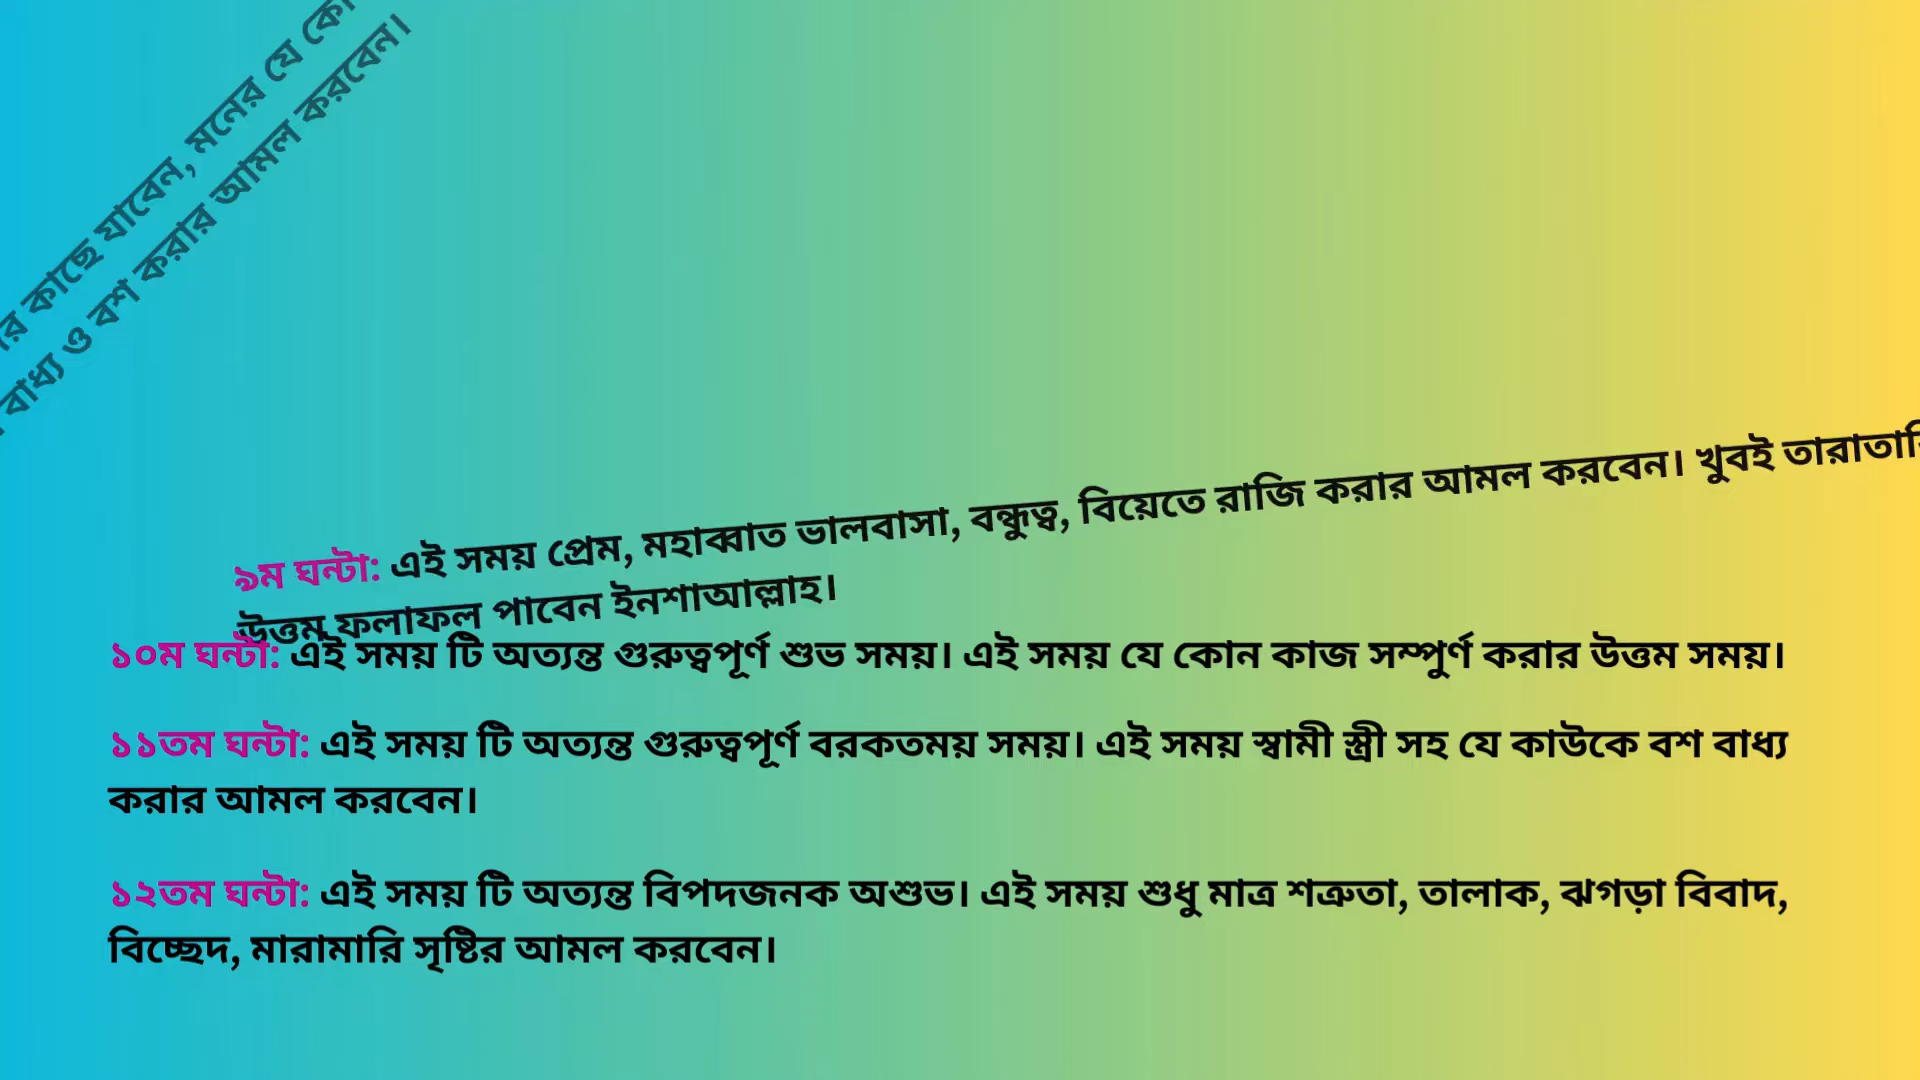 কাছে যাবেন, মনের যে
বাধ্য ও বশ করার আমল করবেন।
৯ম ঘন্টা: এই সময় প্রেম, মহাব্বাত ভালবাসা, বন্ধুত্ব, বিয়েতে রাজি করার আমল করবেন। খুবই
উত্তম ফলাফল পাবেন ইনশাআল্লাহ।
১০ম ঘন্টা: এই সময় টি অত্যন্ত গুরুত্বপূর্ণ শুভ সময়। এই সময় যে কোন কাজ সম্পুর্ণ করার উত্তম সময়।
১১তম ঘন্টা: এই সময় টি অত্যন্ত গুরুত্বপূর্ণ বরকতময় সময়। এই সময় স্বামী স্ত্রী সহ যে কাউকে বশ বাধ্য
করার আমল করবেন।
১২তম ঘন্টা: এই সময় টি অত্যন্ত বিপদজনক অশুভ। এই সময় শুধু মাত্র শত্রুতা, তালাক, ঝগড়া বিবাদ,
বিচ্ছেদ, মারামারি সৃষ্টির আমল করবেন।